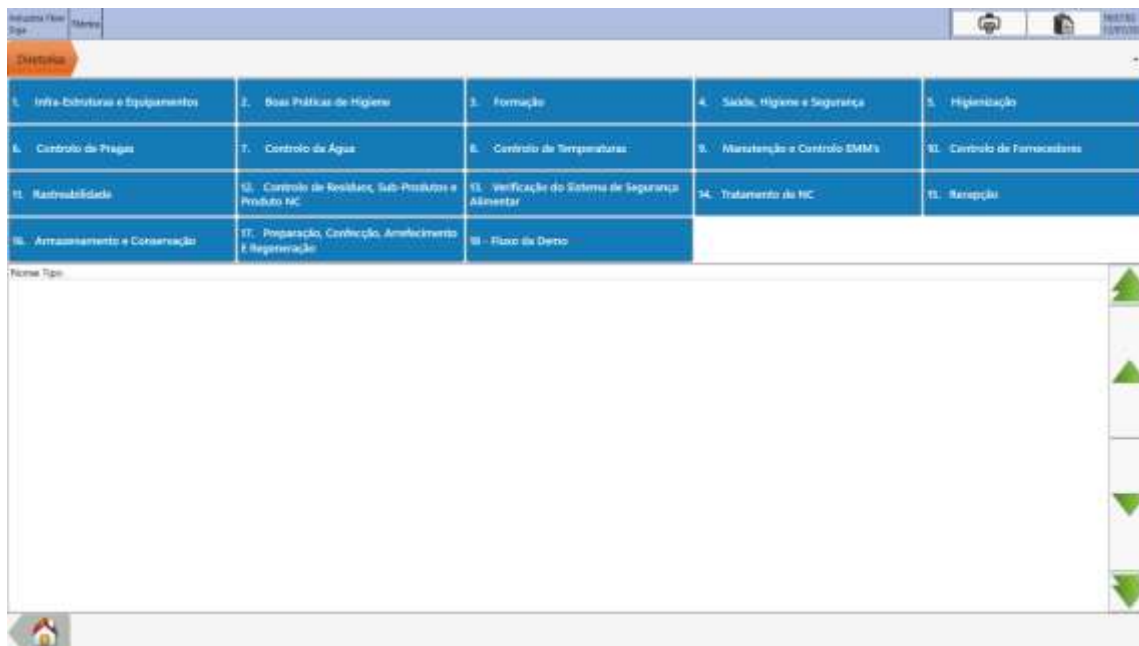 Técnico
Diretorias
1. Infra-Estruturas e Equipamentos
2. Boas Práticas de Higiene
3. Formação
4. Saúde, Higiene e Segurança
5. Higienização
6. Controlo de Pragas
7. Controlo da Água
8. Controlo de Temperaturas
9. Manutenção e Controlo EMM's
10. Controlo de Fornecedores
11. Rastreabilidade
12. Controlo de Resíduos, Sub-Produtos e
Produto NC
13. Verificação do Sistema de Segurança
Alimentar
14. Tratamento de NC
15. Recepção
16. Armazenamento e Conservação
17. Preparação, Confecção, Arrefecimento
E Regeneração
18 - Fluxo da Demo
Nome Tipo